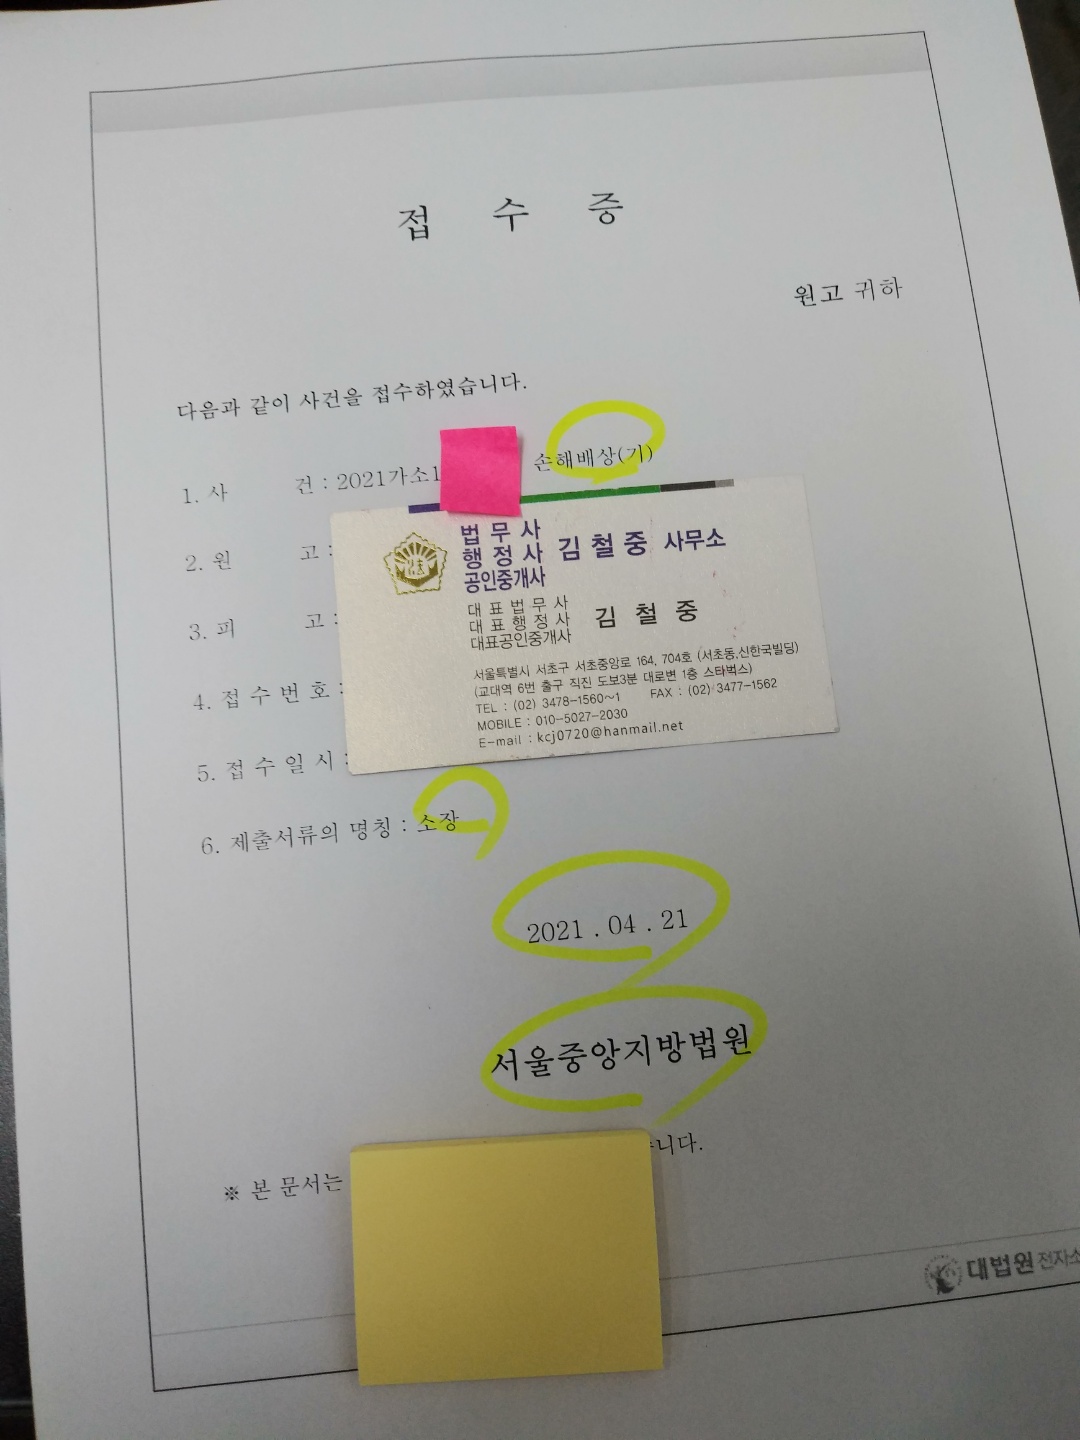 접 수 증
원고 귀하
다음과 같이 사건을 접수하였습니다.
1. 사 건 : 2021가소1 손해배상(기)
법 무 사
행 정 사 김 철 중 사무소
공인중개사
대 표 법 무 사
대 표 행 정 사 김 철 중
대표공인중개사
서울특별시 서초구 서초중앙로 164, 704호 (서초동,신한국빌딩)
(교대역 6번 출구 직진 도보3분 대로변 1층 스타벅스)
TEL : (02) 3478-1560~1 FAX : (02) 3477-1562
MOBILE : 010-5027-2030
E-mail : kcj0720@hanmail.net
2. 원 고 :
3. 피 고 :
4. 접 수 번 호 :
5. 접 수 일 시 :
6. 제출서류의 명칭 : 소장
2021 . 04 . 21
서울중앙지방법원
※ 본 문서는 니다.
대법원 전자소